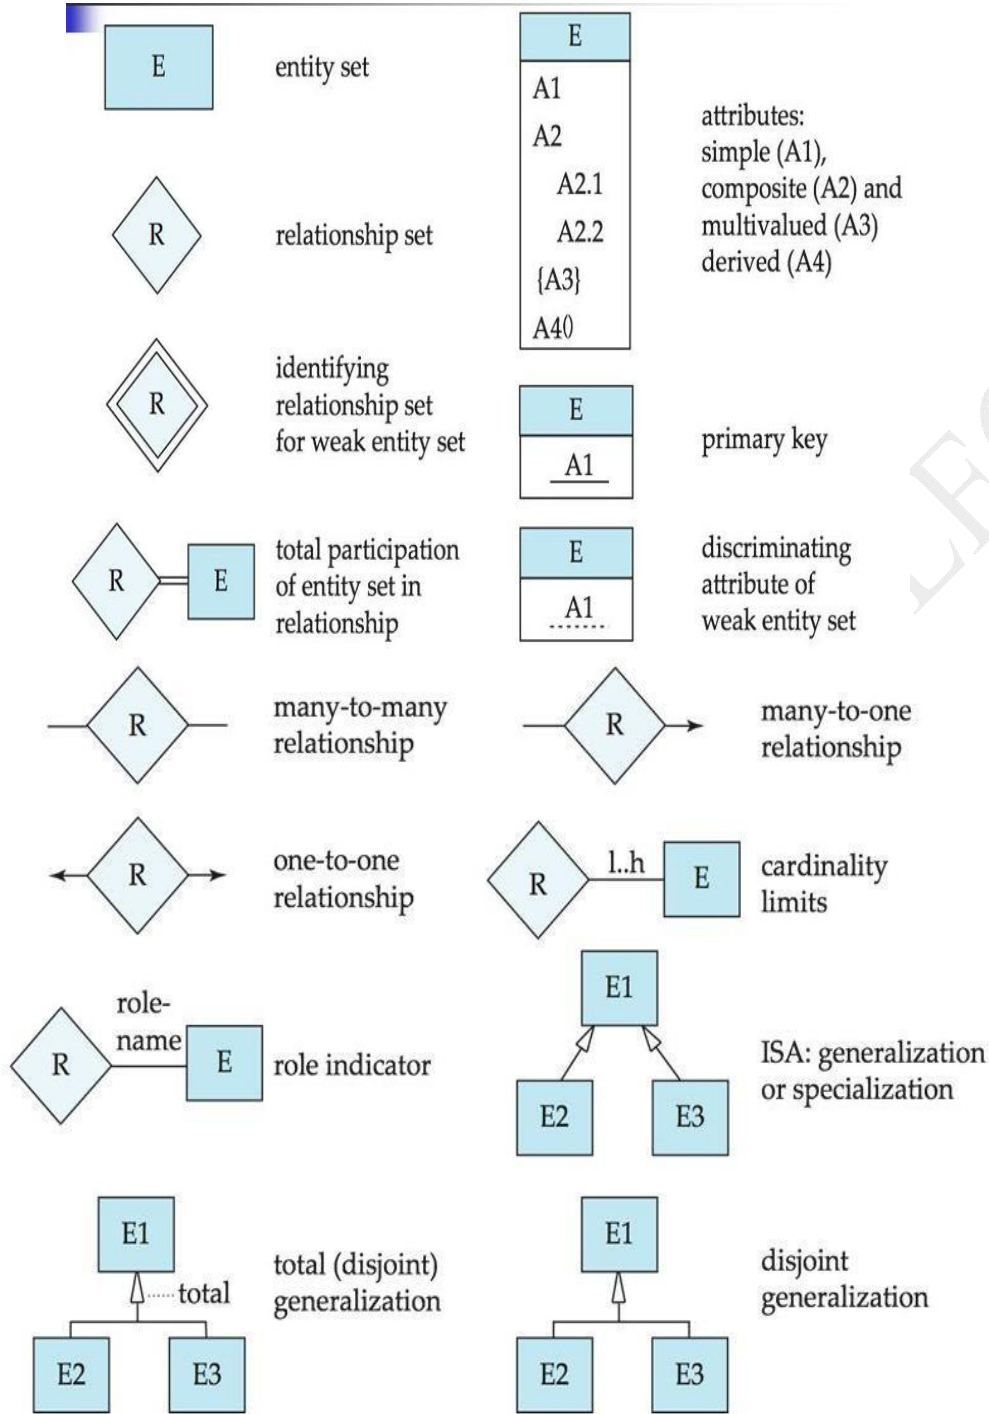 E
entity set
E
A1
A2
A2.1
A2.2
{A3}
A4()
attributes:
simple (A1),
composite (A2) and
multivalued (A3)
derived (A4)
R
relationship set
R
identifying
relationship set
for weak entity set
E
A1
primary key
R
E
total participation
of entity set in
relationship
E
A1
discriminating
attribute of
weak entity set
R
many-to-many
relationship
R
many-to-one
relationship
R
one-to-one
relationship
R
l..h
E
cardinality
limits
R
role-
name
E
role indicator
E1
E2
E3
ISA: generalization
or specialization
E1
total
E2
E3
total (disjoint)
generalization
E1
E2
E3
disjoint
generalization